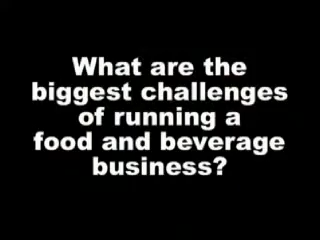 What are the
biggest challenges
of running a
food and beverage
business?